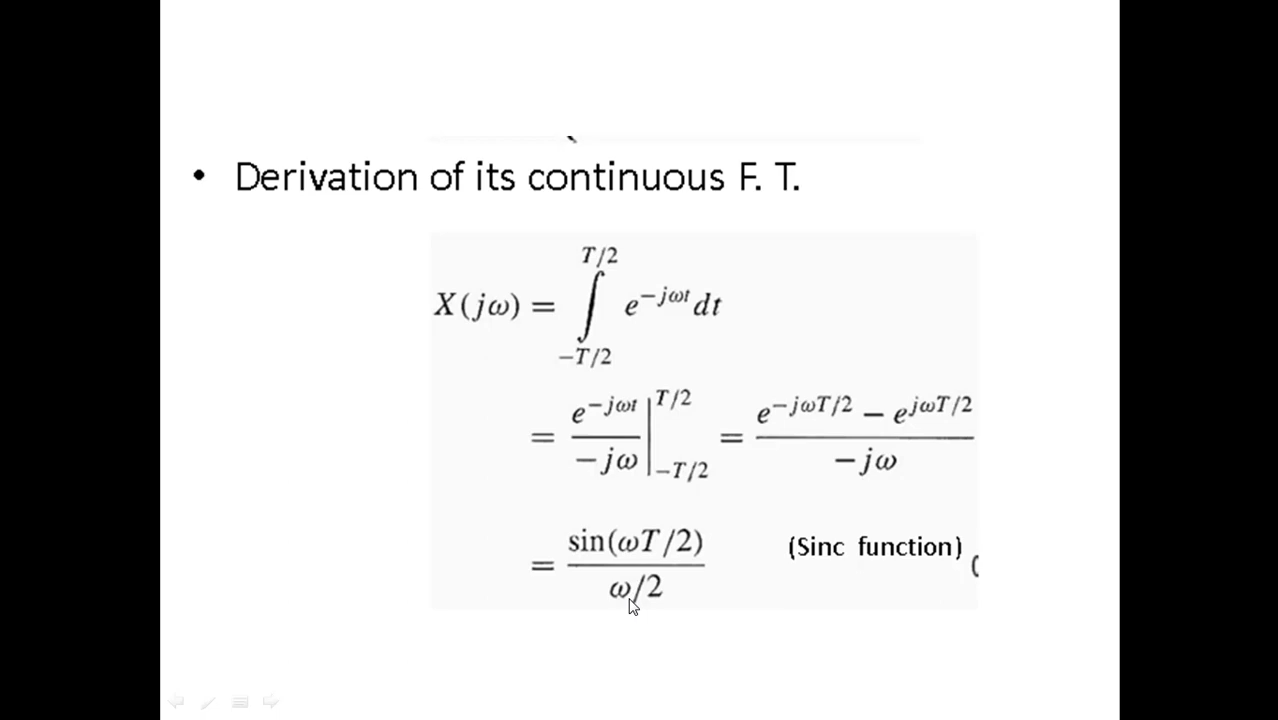 • Derivation of its continuous F. T.
T/2
X(jω) = ∫ e^{-jωt} dt
-T/2
= e^{-jωt} / -jω |_{-T/2}^{T/2} = e^{-jωT/2} - e^{jωT/2} / -jω
= sin(ωT/2) / ω/2 (Sinc function)